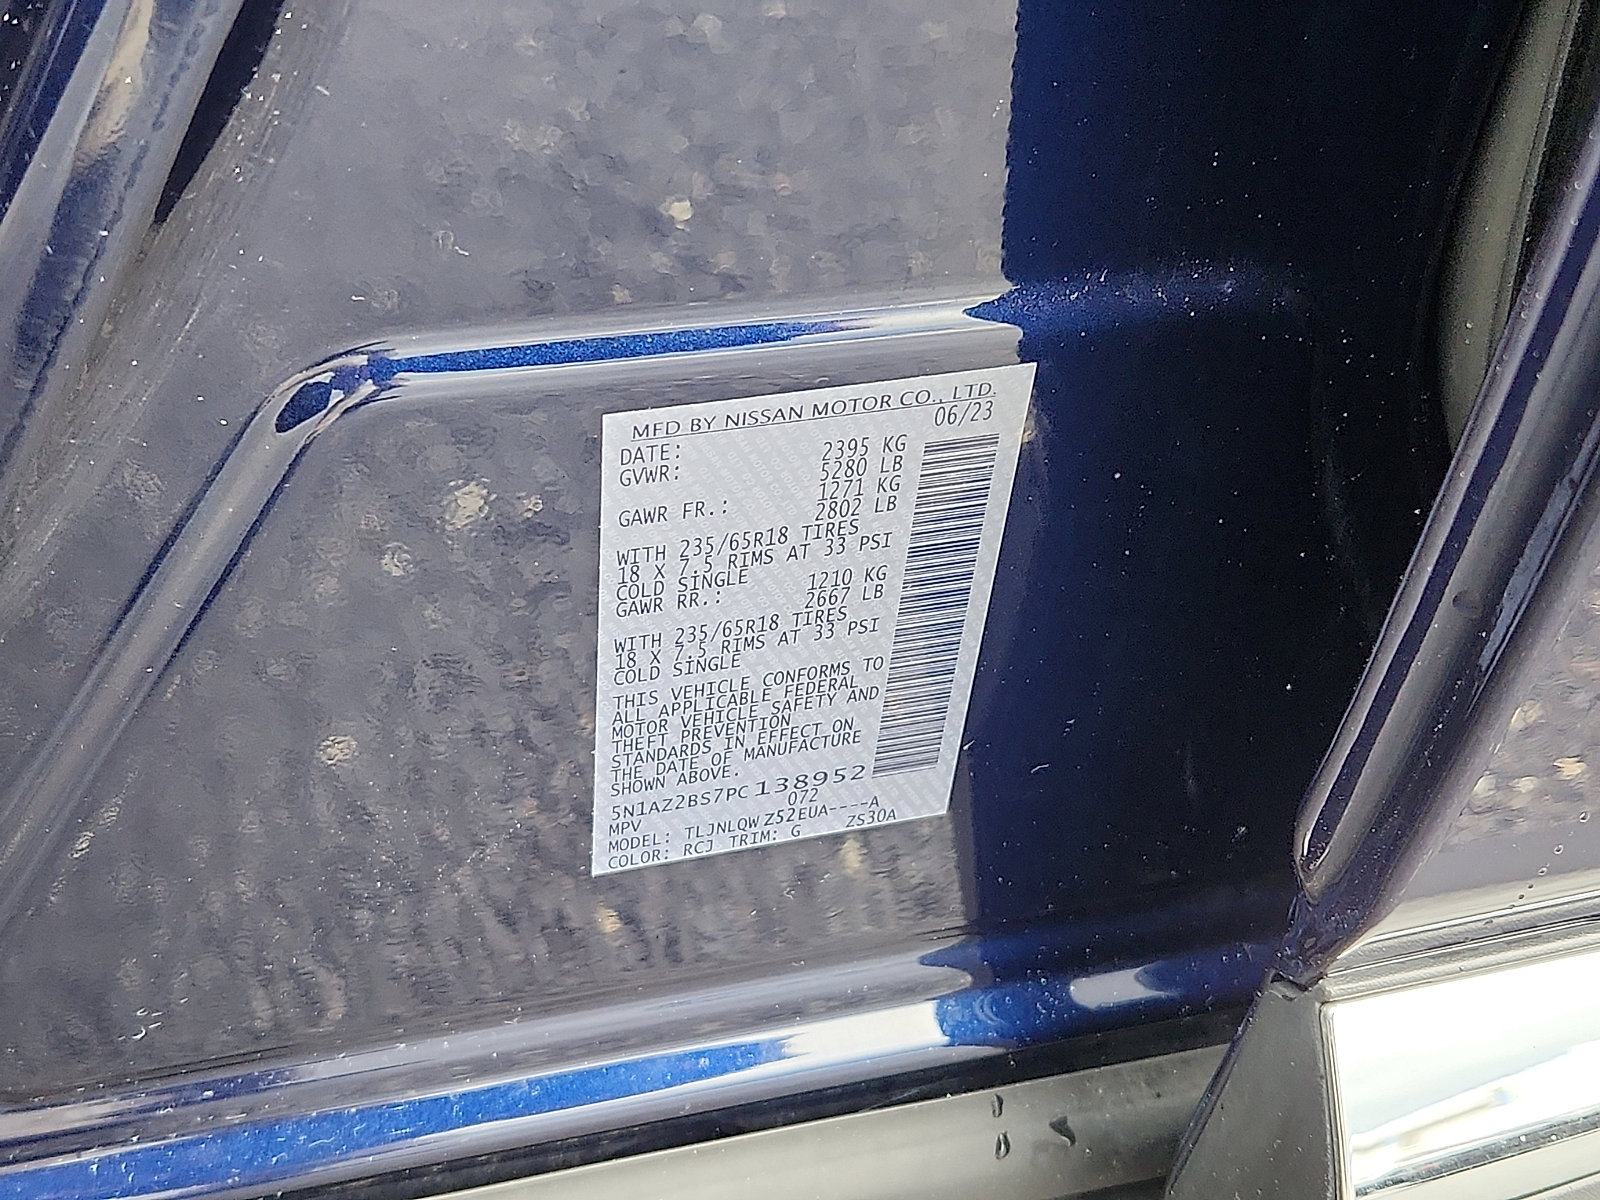 MFD BY NISSAN MOTOR CO., LTD.
DATE: 06/23
GVWR: 2395 KG
5280 LB
GAWR FR.: 1271 KG
2802 LB
WITH 235/65R18 TIRES
18 X 7.5 RIMS AT 33 PSI
COLD SINGLE
GAWR RR.: 1210 KG
2667 LB
WITH 235/65R18 TIRES
18 X 7.5 RIMS AT 33 PSI
COLD SINGLE
THIS VEHICLE CONFORMS TO
ALL APPLICABLE FEDERAL
MOTOR VEHICLE SAFETY AND
THEFT PREVENTION
STANDARDS IN EFFECT ON
THE DATE OF MANUFACTURE
SHOWN ABOVE.
5N1AZ2BS7PC138952
MPV 072
MODEL: TLJNLQW Z52EUA----A
COLOR: RCJ TRIM: G ZS30A